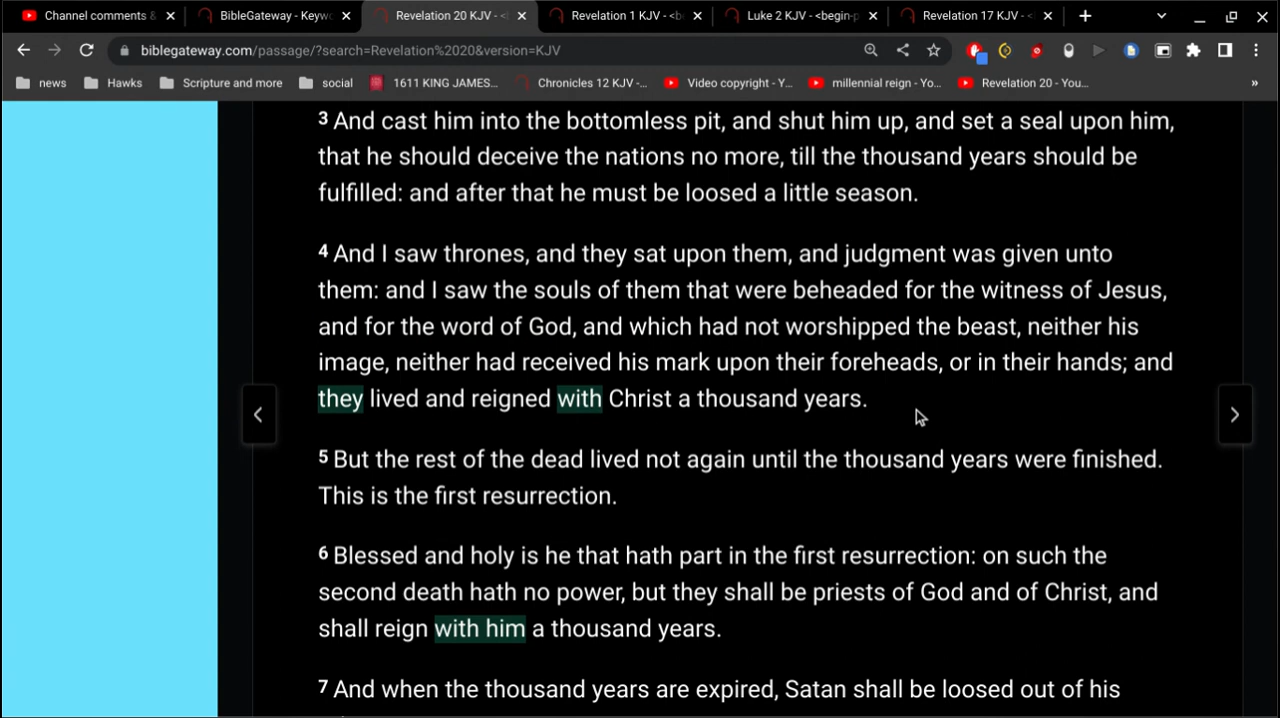 Channel comments &
BibleGateway - Keyw
Revelation 20 KJV - <
Revelation 1 KJV - <b
Luke 2 KJV - <begin-p
Revelation 17 KJV - <
biblegateway.com/passage/?search=Revelation%2020&version=KJV
news
Hawks
Scripture and more
social
1611 KING JAMES...
Chronicles 12 KJV -...
Video copyright - Y...
millennial reign - Yo...
Revelation 20 - You...
»
3 And cast him into the bottomless pit, and shut him up, and set a seal upon him,
that he should deceive the nations no more, till the thousand years should be
fulfilled: and after that he must be loosed a little season.
4 And I saw thrones, and they sat upon them, and judgment was given unto
them: and I saw the souls of them that were beheaded for the witness of Jesus,
and for the word of God, and which had not worshipped the beast, neither his
image, neither had received his mark upon their foreheads, or in their hands; and
they lived and reigned with Christ a thousand years.
5 But the rest of the dead lived not again until the thousand years were finished.
This is the first resurrection.
6 Blessed and holy is he that hath part in the first resurrection: on such the
second death hath no power, but they shall be priests of God and of Christ, and
shall reign with him a thousand years.
7 And when the thousand years are expired, Satan shall be loosed out of his